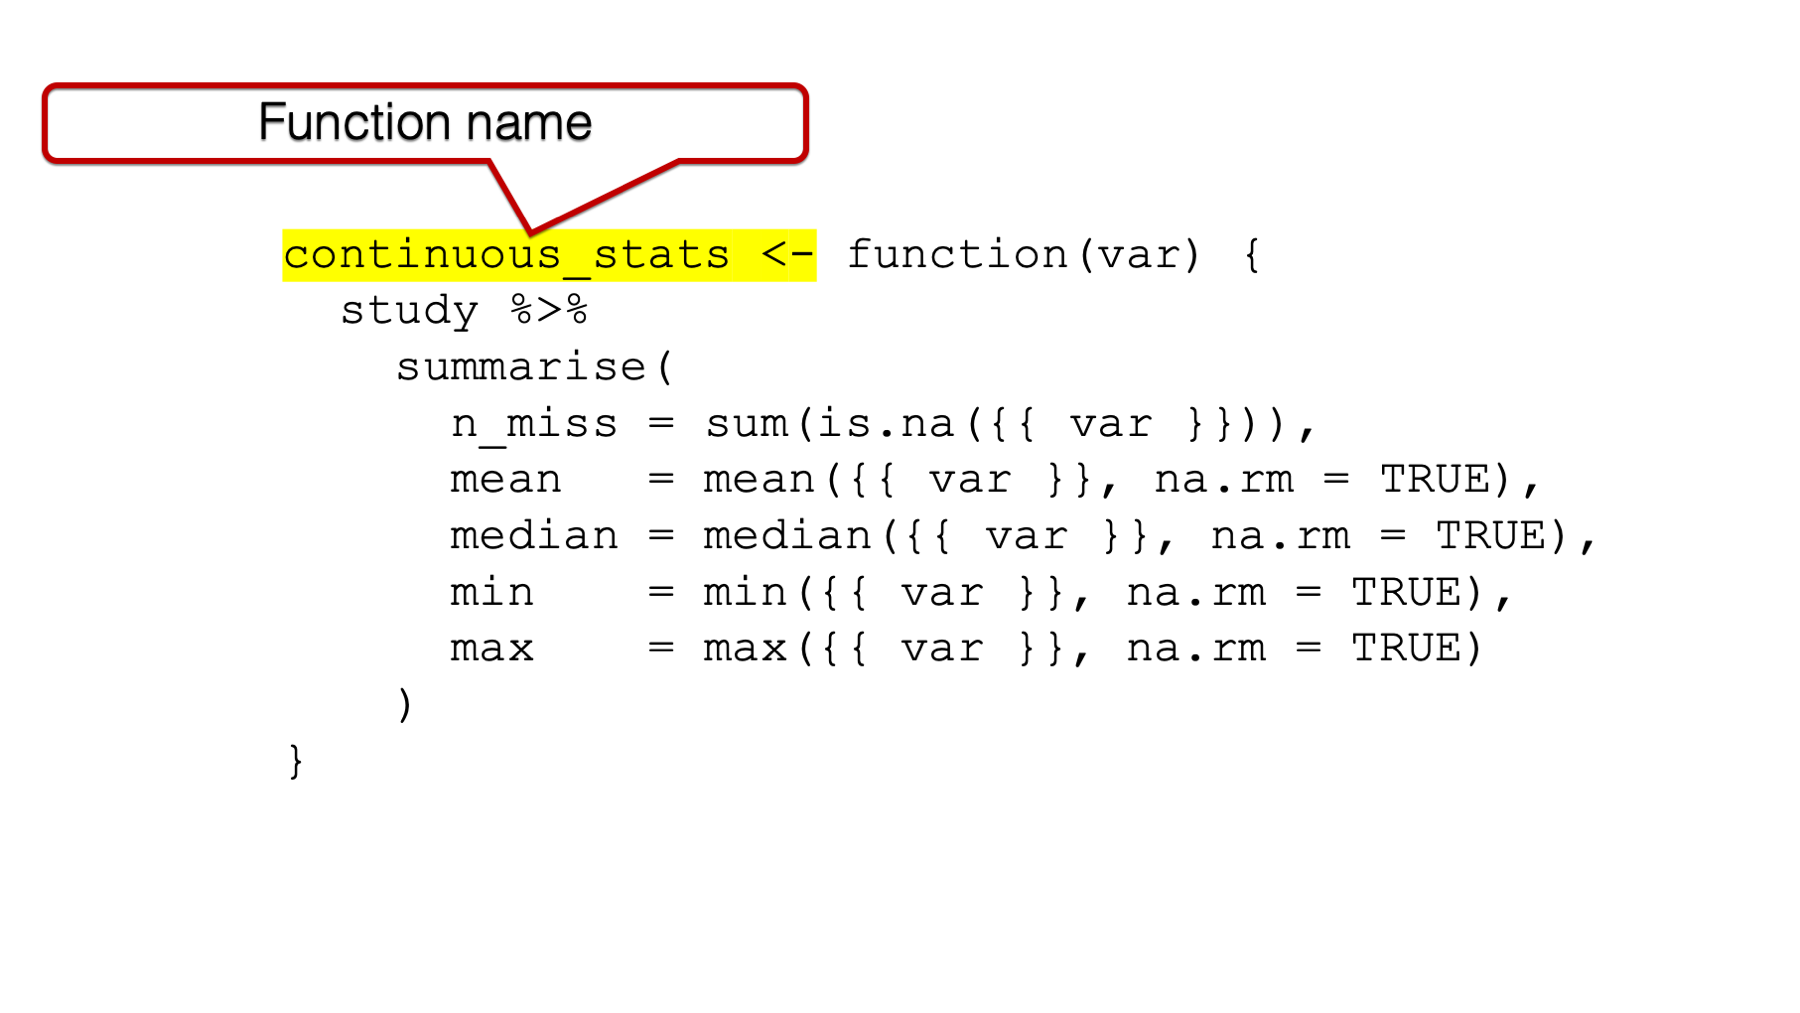 Function name
continuous_stats <- function(var) {
  study %>%
    summarise(
      n_miss = sum(is.na({{ var }})),
      mean   = mean({{ var }}, na.rm = TRUE),
      median = median({{ var }}, na.rm = TRUE),
      min    = min({{ var }}, na.rm = TRUE),
      max    = max({{ var }}, na.rm = TRUE)
    )
}